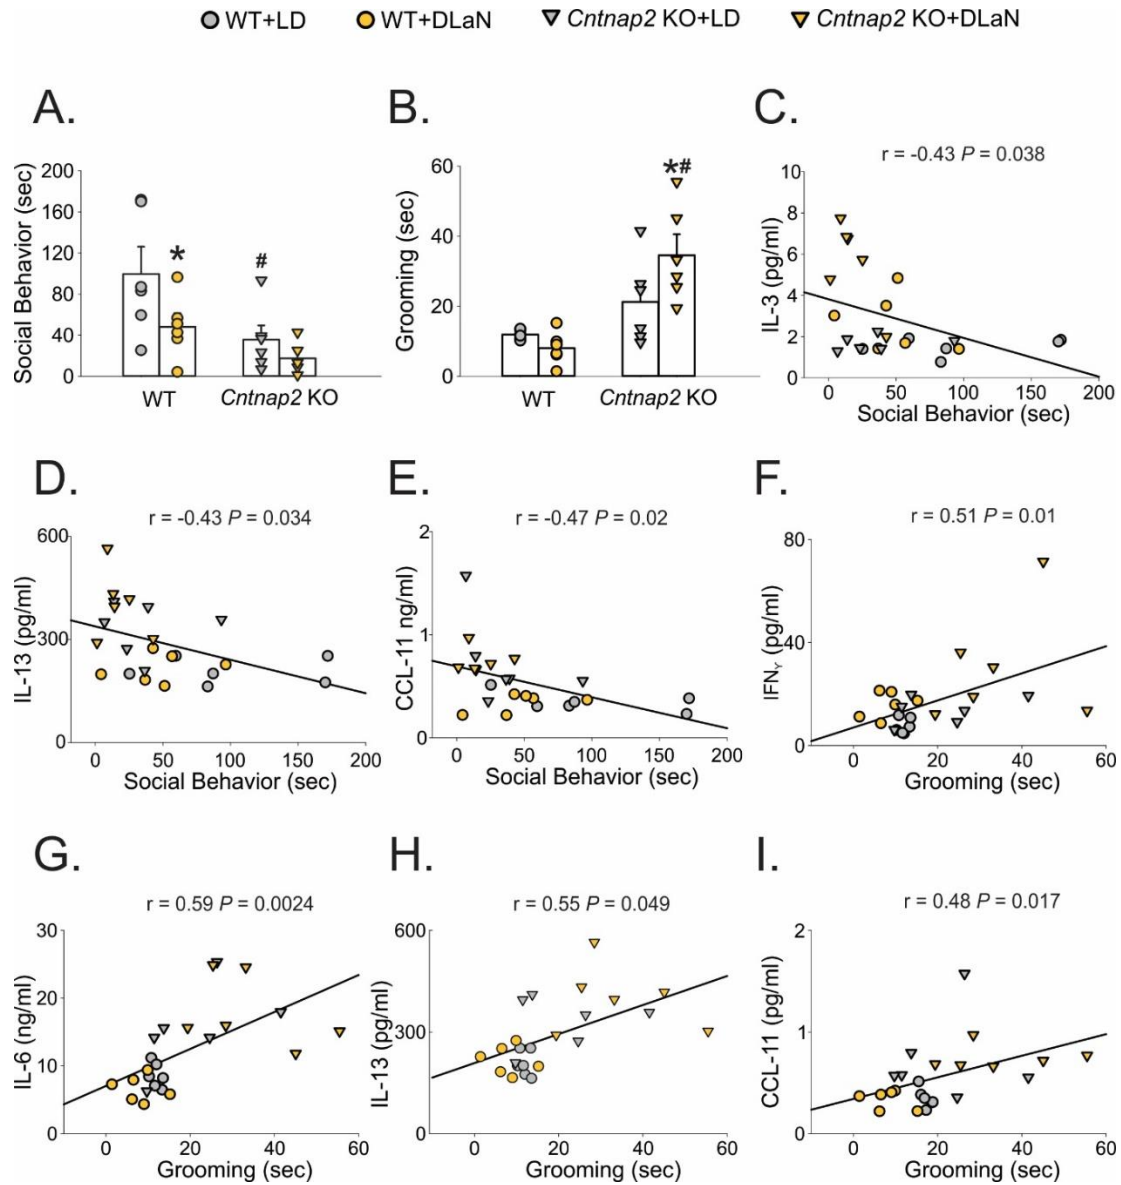 WT+LD WT+DLaN Cntnap2 KO+LD Cntnap2 KO+DLaN
A.
Social Behavior (sec)
200
160
120
80
40
0
*
#
WT Cntnap2 KO
B.
Grooming (sec)
60
40
20
0
*#
WT Cntnap2 KO
C.
r = -0.43 P = 0.038
IL-3 (pg/ml)
10
8
6
4
2
0
0 50 100 150 200
Social Behavior (sec)
D.
r = -0.43 P = 0.034
IL-13 (pg/ml)
600
300
0
0 50 100 150 200
Social Behavior (sec)
E.
r = -0.47 P = 0.02
CCL-11 ng/ml)
2
1
0
0 50 100 150 200
Social Behavior (sec)
F.
r = 0.51 P = 0.01
IFNγ (pg/ml)
80
40
0
0 20 40 60
Grooming (sec)
G.
r = 0.59 P = 0.0024
IL-6 (ng/ml)
30
20
10
0
0 20 40 60
Grooming (sec)
H.
r = 0.55 P = 0.049
IL-13 (pg/ml)
600
300
0
0 20 40 60
Grooming (sec)
I.
r = 0.48 P = 0.017
CCL-11 (pg/ml)
2
1
0
0 20 40 60
Grooming (sec)